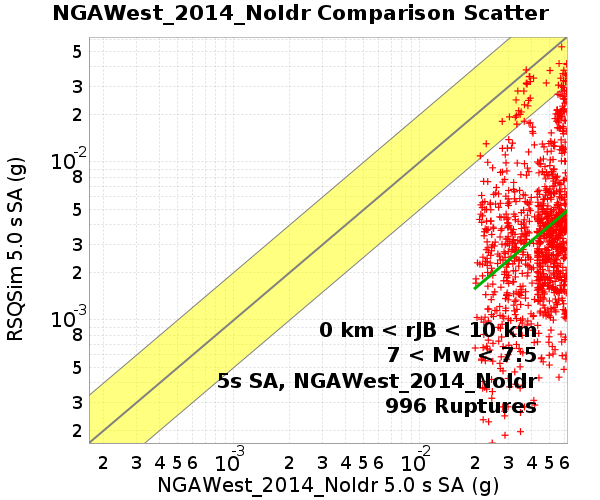 NGAWest_2014_NoIdr Comparison Scatter
RSQSim 5.0 s SA (g)
5
3
2
10-2
8
5
3
2
10-3
8
5
3
2
0 km < rJB < 10 km
7 < Mw < 7.5
5s SA, NGAWest_2014_NoIdr
996 Ruptures
2 3 4 5 6 10-3 2 3 4 5 6 10-2 2 3 4 5 6
NGAWest_2014_NoIdr 5.0 s SA (g)